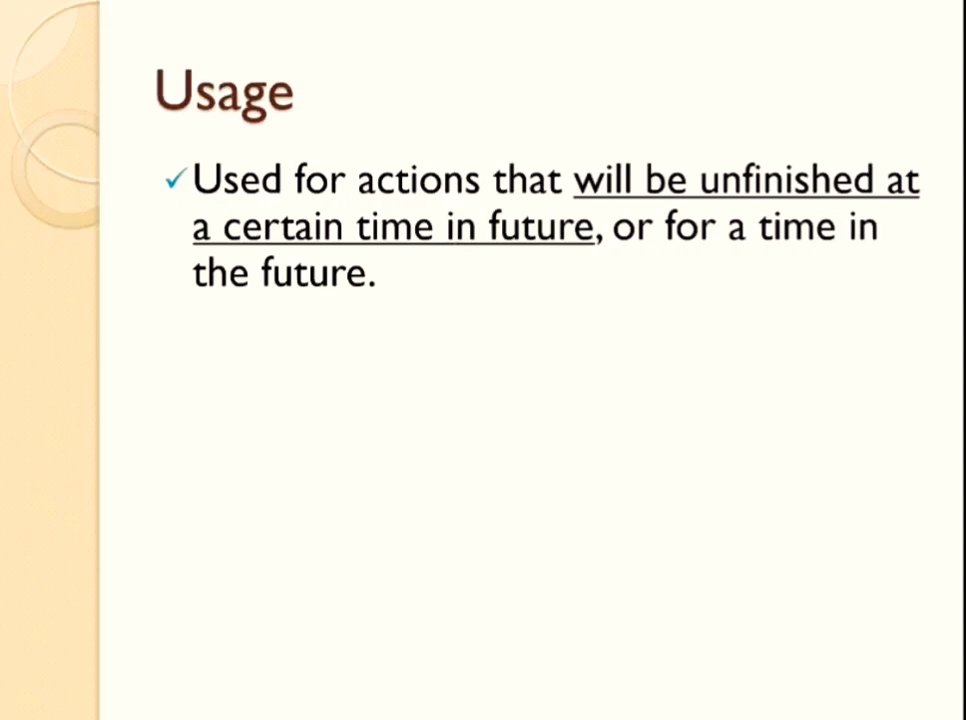 Usage
✓Used for actions that will be unfinished at
a certain time in future, or for a time in
the future.